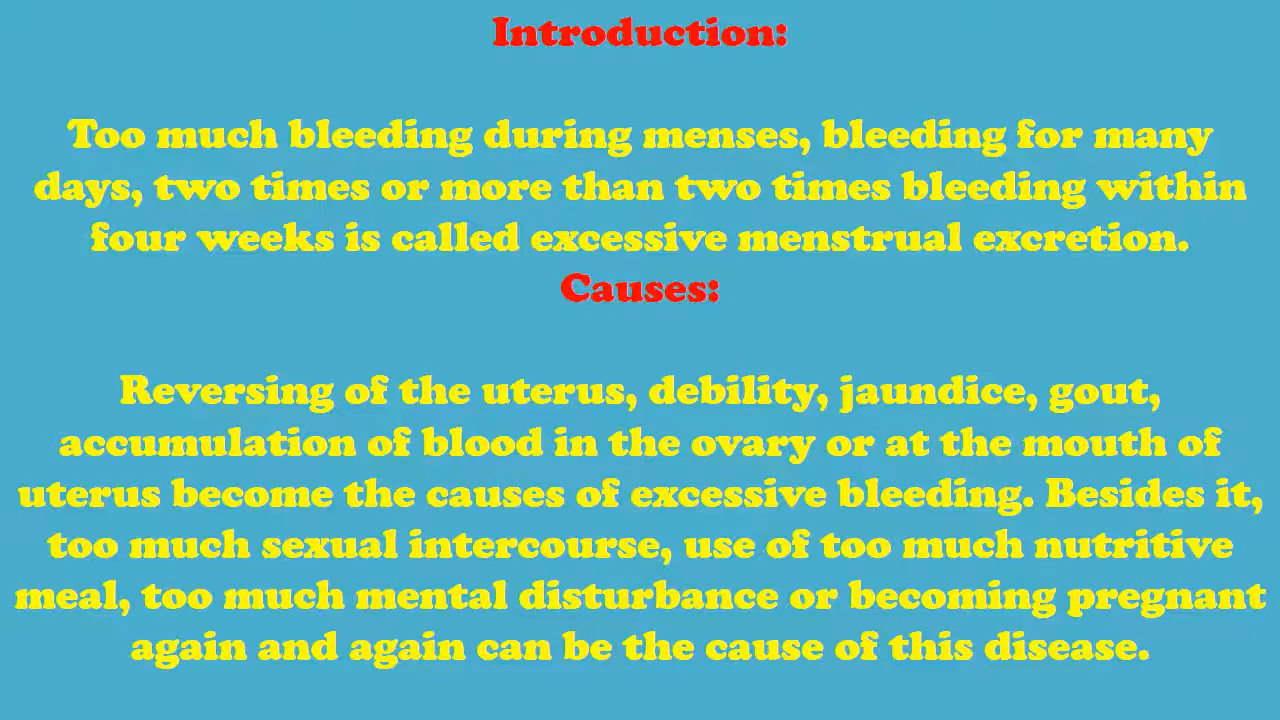 Introduction:
Too much bleeding during menses, bleeding for many
days, two times or more than two times bleeding within
four weeks is called excessive menstrual excretion.
Causes:
Reversing of the uterus, debility, jaundice, gout,
accumulation of blood in the ovary or at the mouth of
uterus become the causes of excessive bleeding. Besides it,
too much sexual intercourse, use of too much nutritive
meal, too much mental disturbance or becoming pregnant
again and again can be the cause of this disease.